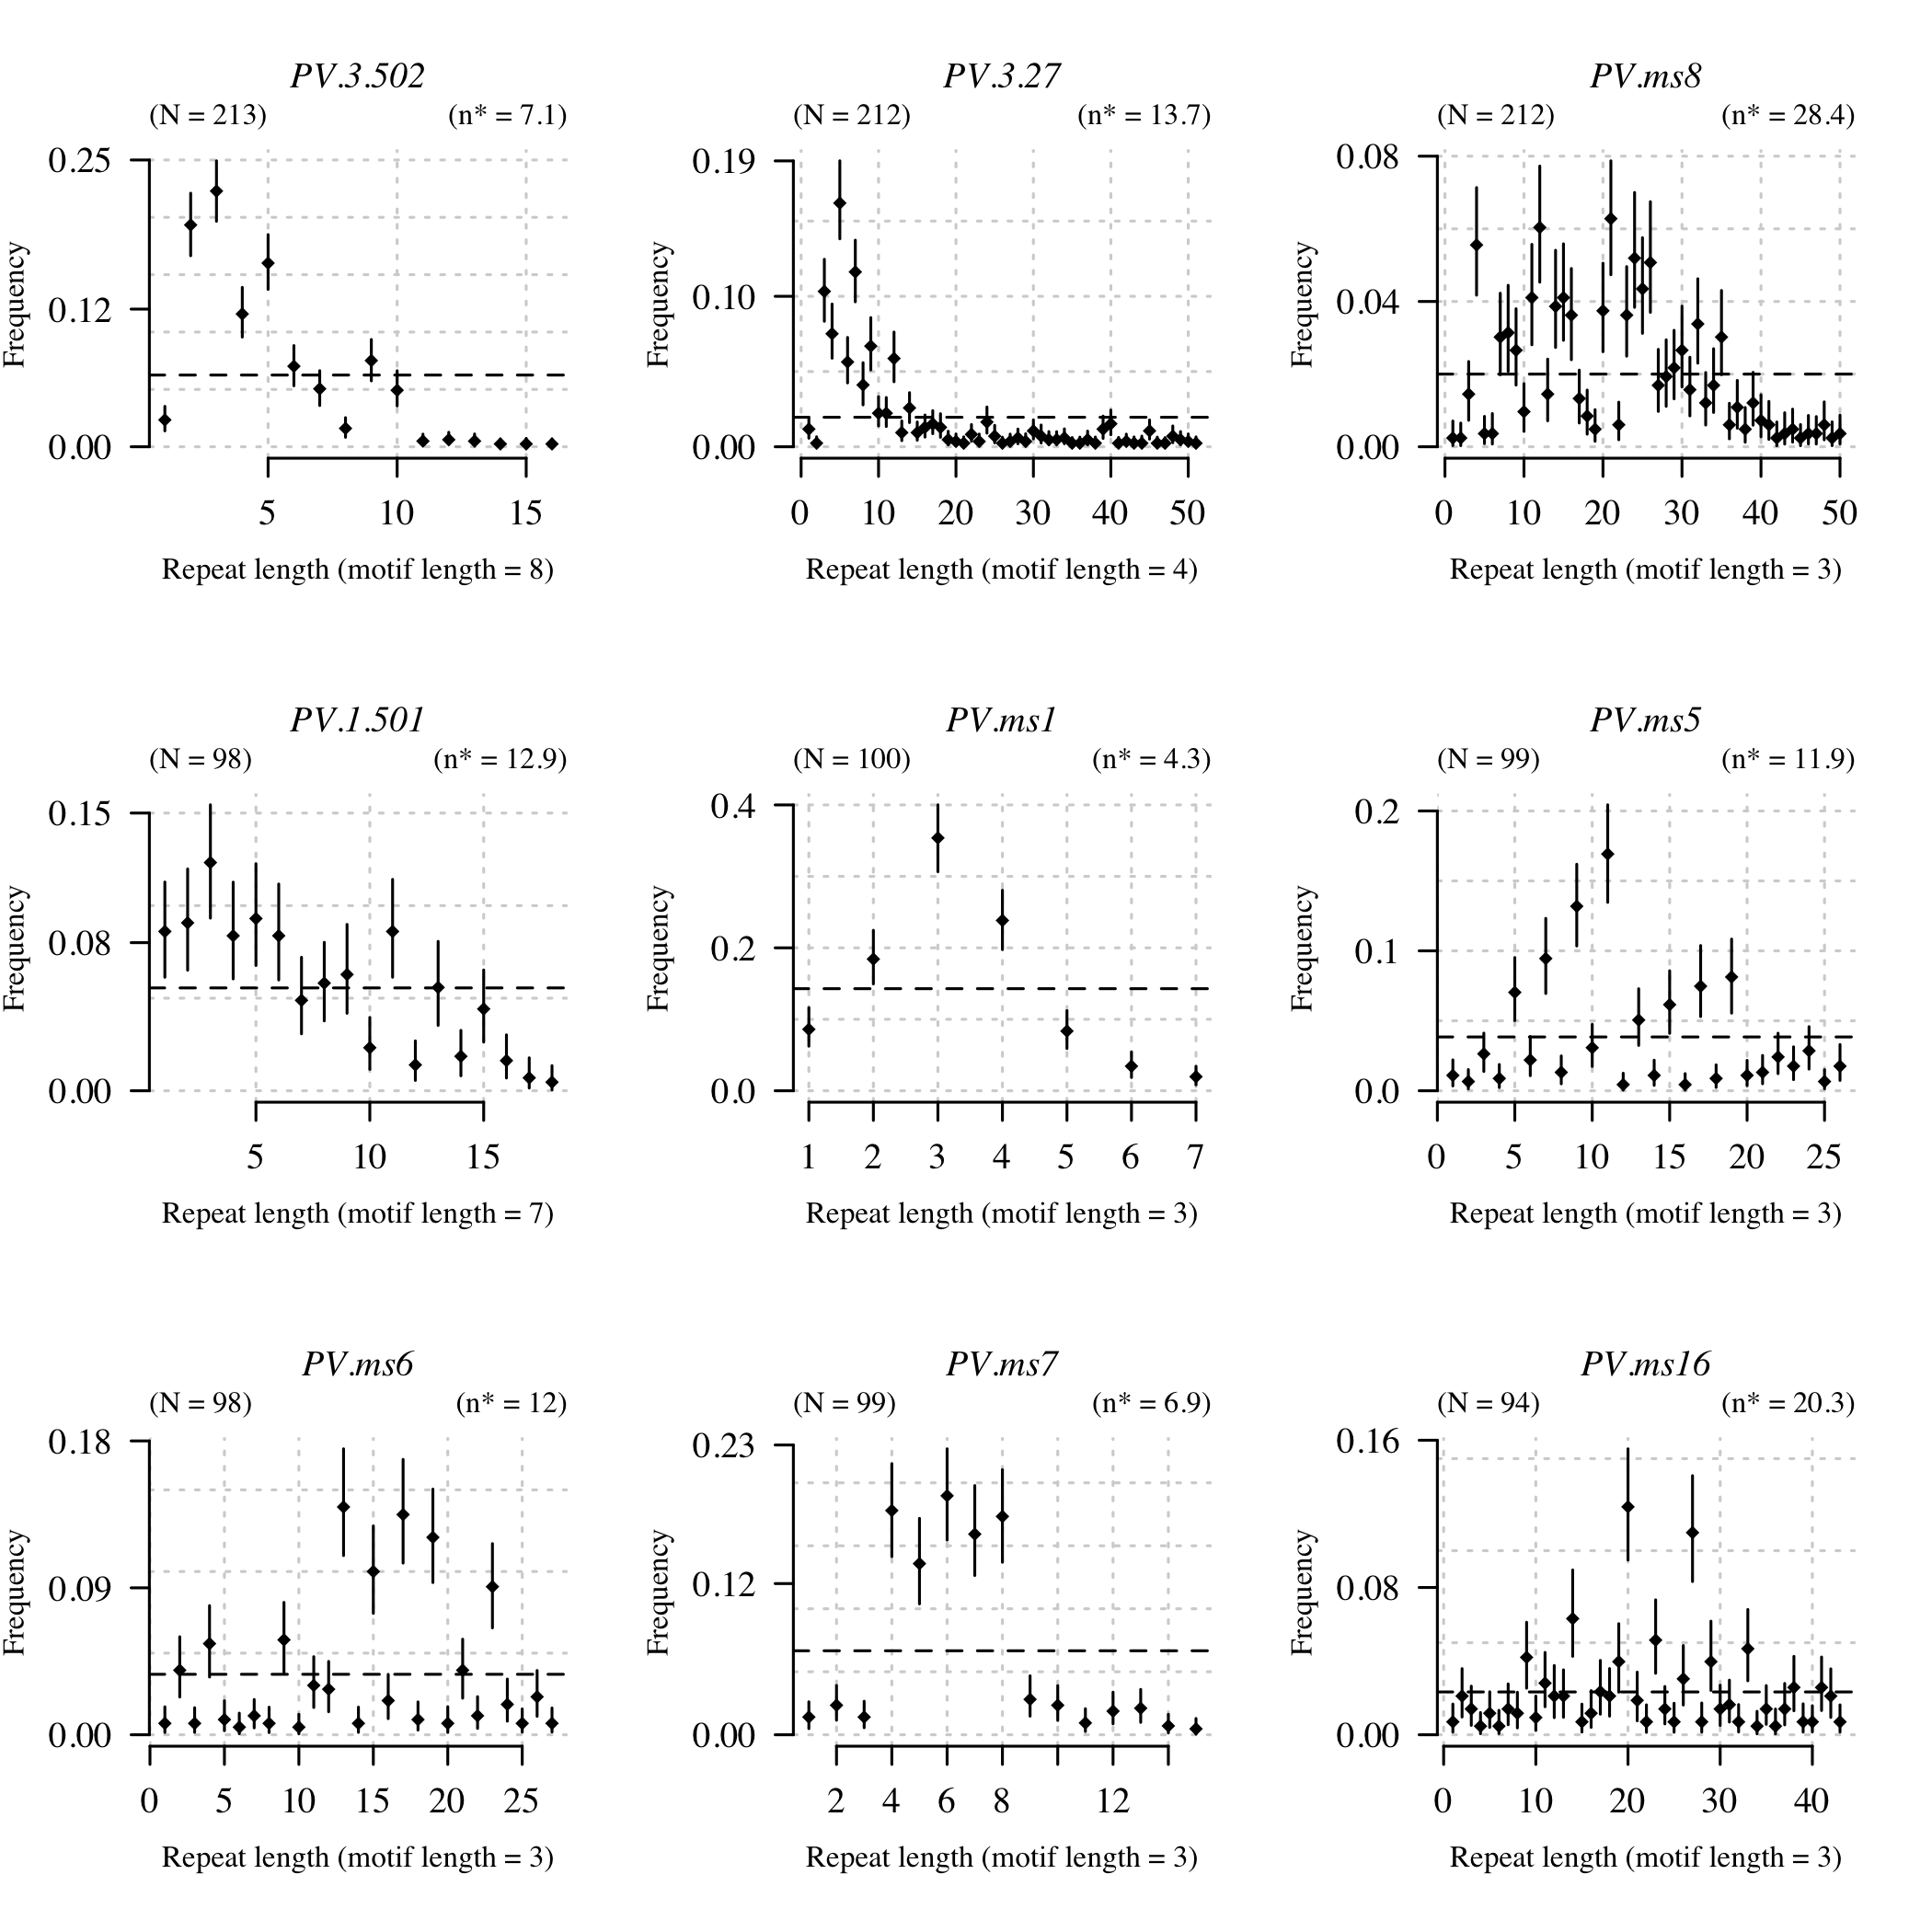 PV.3.502
(N = 213) (n* = 7.1)
0.25
0.12
0.00
Frequency
5 10 15
Repeat length (motif length = 8)
PV.3.27
(N = 212) (n* = 13.7)
0.19
0.10
0.00
Frequency
0 10 20 30 40 50
Repeat length (motif length = 4)
PV.ms8
(N = 212) (n* = 28.4)
0.08
0.04
0.00
Frequency
0 10 20 30 40 50
Repeat length (motif length = 3)
PV.1.501
(N = 98) (n* = 12.9)
0.15
0.08
0.00
Frequency
5 10 15
Repeat length (motif length = 7)
PV.ms1
(N = 100) (n* = 4.3)
0.4
0.2
0.0
Frequency
1 2 3 4 5 6 7
Repeat length (motif length = 3)
PV.ms5
(N = 99) (n* = 11.9)
0.2
0.1
0.0
Frequency
0 5 10 15 20 25
Repeat length (motif length = 3)
PV.ms6
(N = 98) (n* = 12)
0.18
0.09
0.00
Frequency
0 5 10 15 20 25
Repeat length (motif length = 3)
PV.ms7
(N = 99) (n* = 6.9)
0.23
0.12
0.00
Frequency
2 4 6 8 12
Repeat length (motif length = 3)
PV.ms16
(N = 94) (n* = 20.3)
0.16
0.08
0.00
Frequency
0 10 20 30 40
Repeat length (motif length = 3)